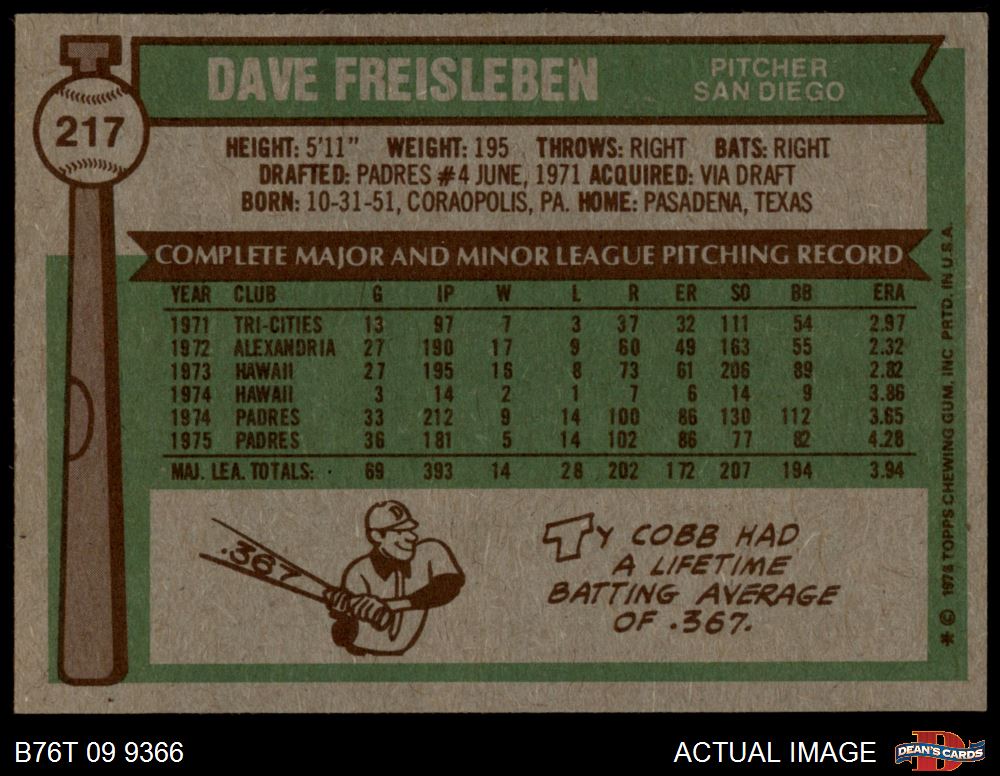 DAVE FREISLEBEN
PITCHER
SAN DIEGO
217
HEIGHT: 5'11" WEIGHT: 195 THROWS: RIGHT BATS: RIGHT
DRAFTED: PADRES #4 JUNE, 1971 ACQUIRED: VIA DRAFT
BORN: 10-31-51, CORAOPOLIS, PA. HOME: PASADENA, TEXAS
COMPLETE MAJOR AND MINOR LEAGUE PITCHING RECORD
YEAR CLUB G IP W L R ER SO BB ERA
1971 TRI-CITIES 13 97 7 3 37 32 111 54 2.97
1972 ALEXANDRIA 27 190 17 9 60 49 163 55 2.32
1973 HAWAII 27 195 16 8 73 61 206 89 2.82
1974 HAWAII 3 14 2 1 7 6 14 9 3.86
1974 PADRES 33 212 9 14 100 86 130 112 3.65
1975 PADRES 36 181 5 14 102 86 77 82 4.28
MAJ. LEA. TOTALS: 69 393 14 28 202 172 207 194 3.94
.367
TY COBB HAD
A LIFETIME
BATTING AVERAGE
OF .367.
* © 1976 TOPPS CHEWING GUM, INC PRTD. IN U.S.A.
B76T 09 9366
ACTUAL IMAGE
D
DEAN'S CARDS